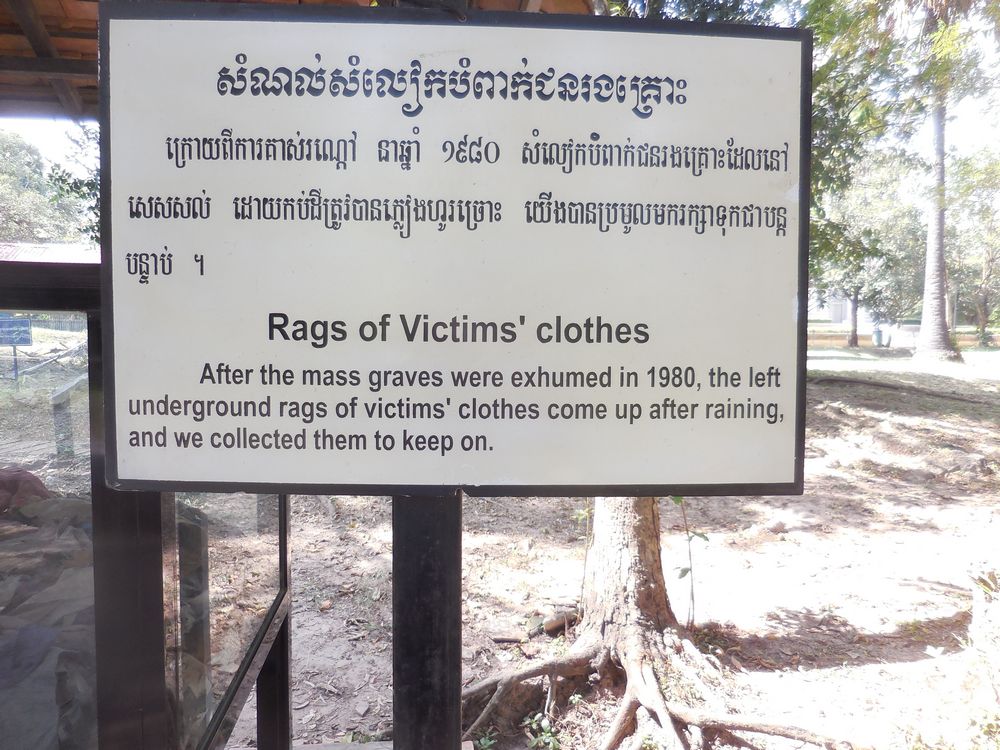 សំណល់សំលៀកបំពាក់ជនរងគ្រោះ
ក្រោយពីការគាស់រណ្តៅ នាឆ្នាំ ១៩៨០ សំលៀកបំពាក់ជនរងគ្រោះដែលនៅ
សេសសល់ ដោយកប់ដីត្រូវបានភ្លៀងហូរច្រោះ យើងបានប្រមូលមករក្សាទុកជាបន្ត
បន្ទាប់ ។
Rags of Victims' clothes
After the mass graves were exhumed in 1980, the left
underground rags of victims' clothes come up after raining,
and we collected them to keep on.